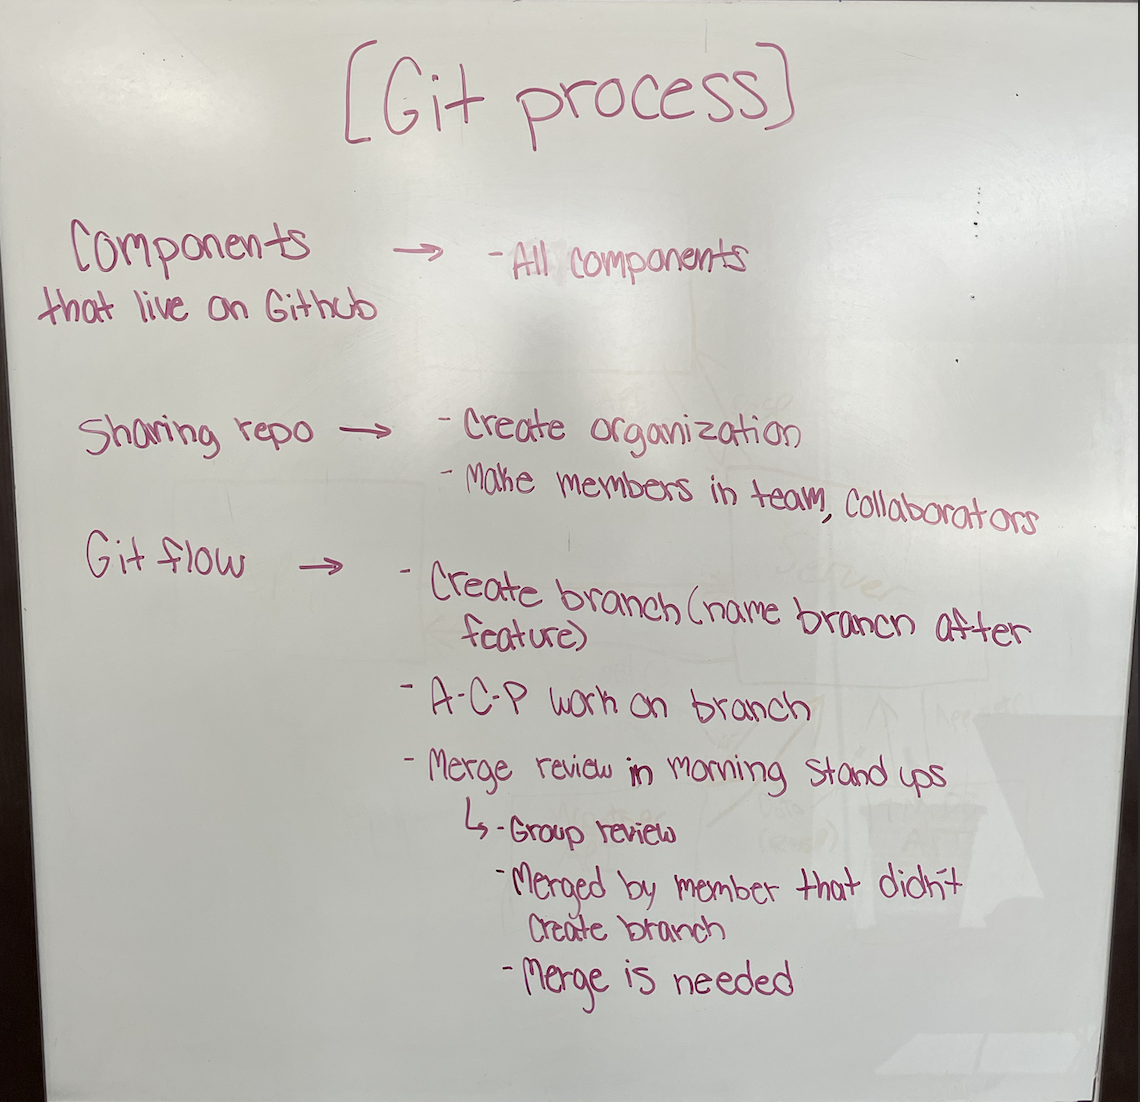 [Git process]
Components → - All components
that live on Github
Sharing repo → - Create organization
- Make members in team, collaborators
Git flow → - Create branch (name branch after
feature)
- A-C-P work on branch
- Merge review in morning stand ups
↳ - Group review
- Merged by member that didn't
create branch
- Merge is needed